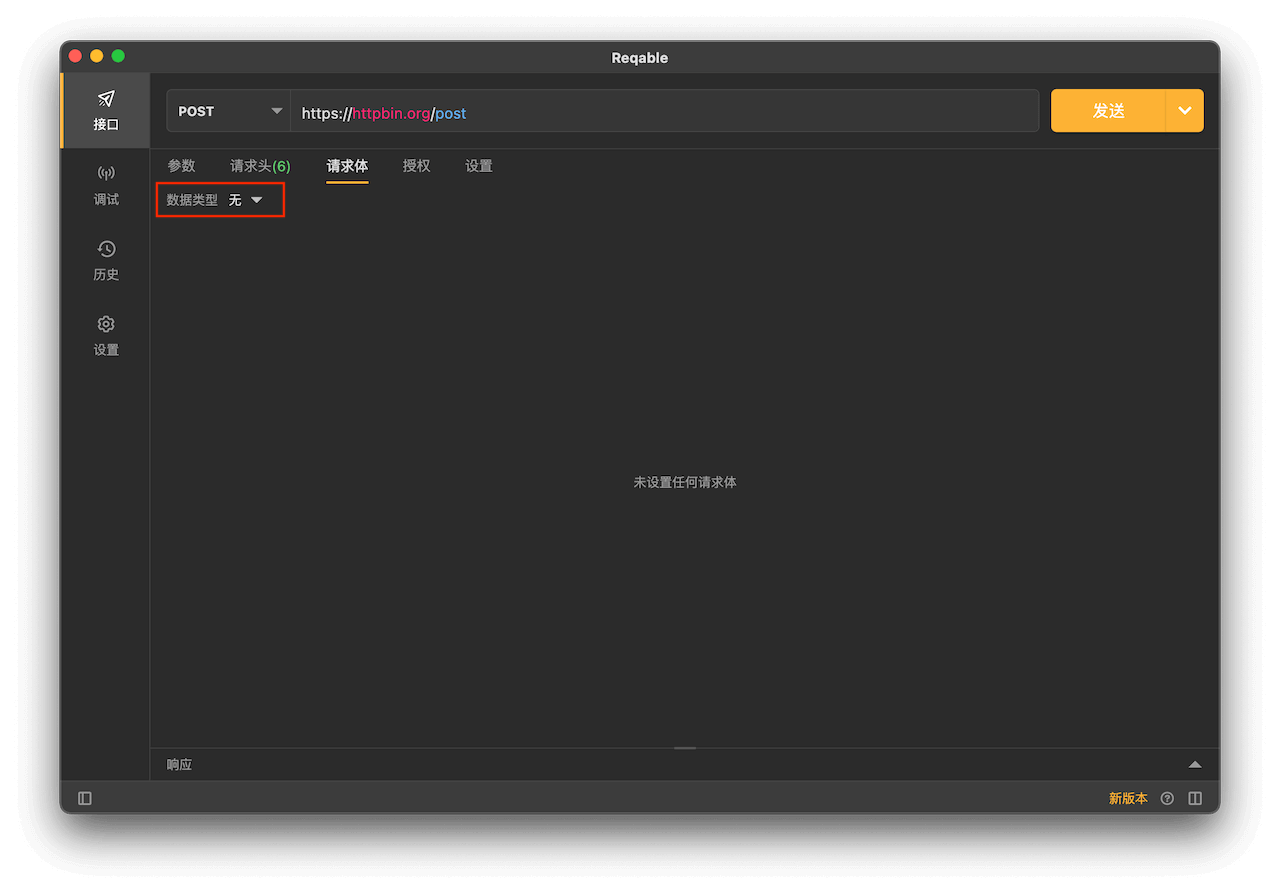 Reqable
接口
调试
历史
设置
POST
https://httpbin.org/post
发送
参数 请求头(6) 请求体 授权 设置
数据类型 无
未设置任何请求体
响应
新版本